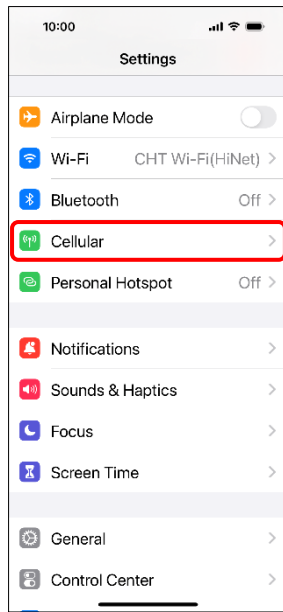 10:00
Settings
Airplane Mode
Wi-Fi CHT Wi-Fi(HiNet)
Bluetooth Off
Cellular
Personal Hotspot Off
Notifications
Sounds & Haptics
Focus
Screen Time
General
Control Center